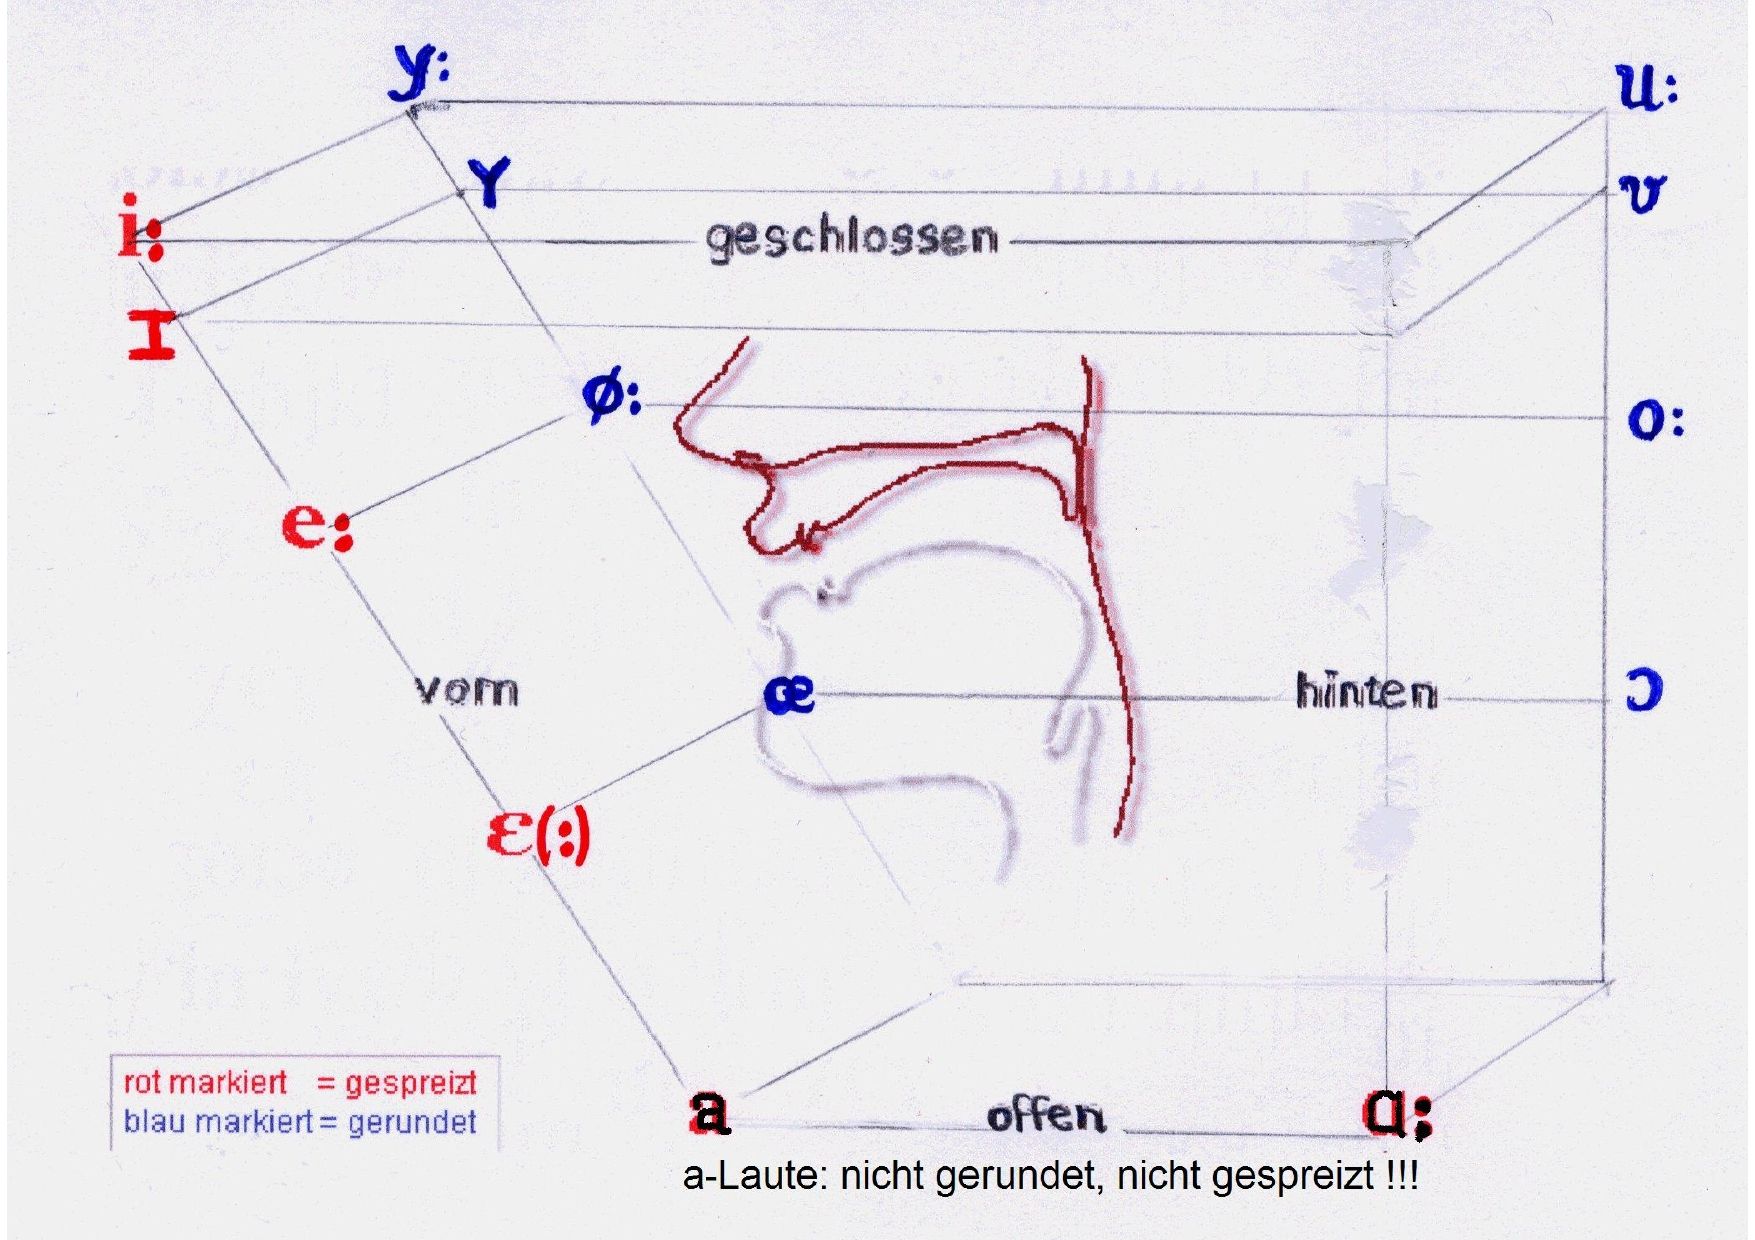 y:
u:
Y
ʊ
i:
geschlossen
I
ø:
o:
e:
vorn
œ
hinten
ɔ
ɛ(:)
rot markiert = gespreizt
blau markiert = gerundet
a
offen
ɑ:
a-Laute: nicht gerundet, nicht gespreizt !!!